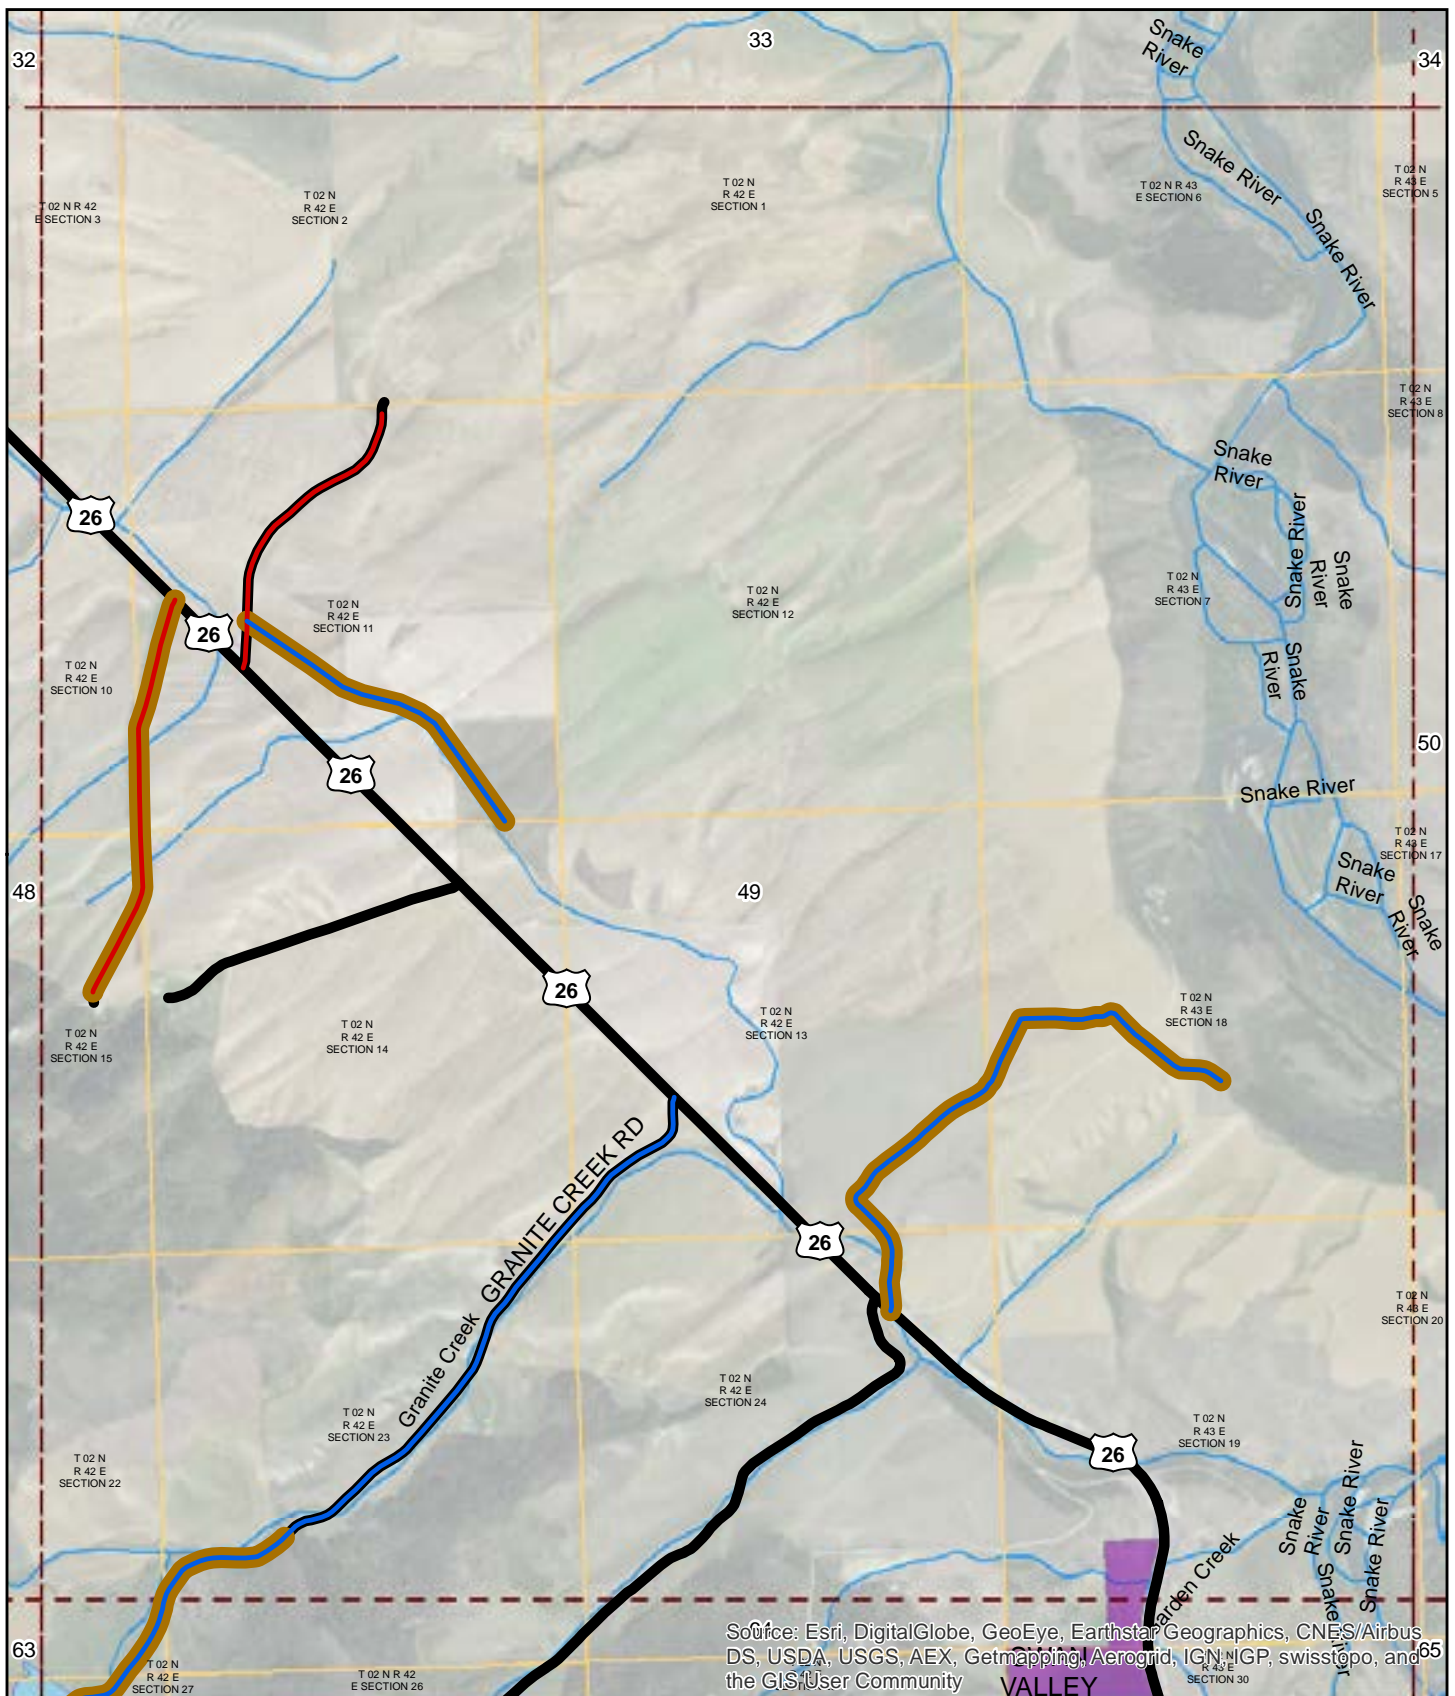 33
32
34
Snake
River
Snake River
Snake River
T 02 N R 42
E SECTION 3
T 02 N
R 42 E
SECTION 2
T 02 N
R 42 E
SECTION 1
T 02 N R 43
E SECTION 6
T 02 N
R 43 E
SECTION 5
T 02 N
R 43 E
SECTION 8
Snake
River
26
Snake River
Snake
River
26
T 02 N
R 42 E
SECTION 11
T 02 N
R 42 E
SECTION 12
T 02 N
R 43 E
SECTION 7
T 02 N
R 42 E
SECTION 10
Snake
River
26
50
Snake River
T 02 N
R 43 E
SECTION 17
Snake
River
Snake
River
48
49
26
T 02 N
R 42 E
SECTION 15
T 02 N
R 42 E
SECTION 14
T 02 N
R 42 E
SECTION 13
T 02 N
R 43 E
SECTION 18
GRANITE CREEK RD
Granite Creek
26
T 02 N
R 43 E
SECTION 20
T 02 N
R 42 E
SECTION 24
T 02 N
R 42 E
SECTION 23
T 02 N
R 43 E
SECTION 19
26
T 02 N
R 42 E
SECTION 22
Snake
River
Snake River
Snake River
Snake River
Garden Creek
63
65
T 02 N
R 42 E
SECTION 27
T 02 N R 42
E SECTION 26
R 43 E
SECTION 30
SWAN
VALLEY
Source: Esri, DigitalGlobe, GeoEye, Earthstar Geographics, CNES/Airbus
DS, USDA, USGS, AEX, Getmapping, Aerogrid, IGN, IGP, swisstopo, and
the GIS User Community